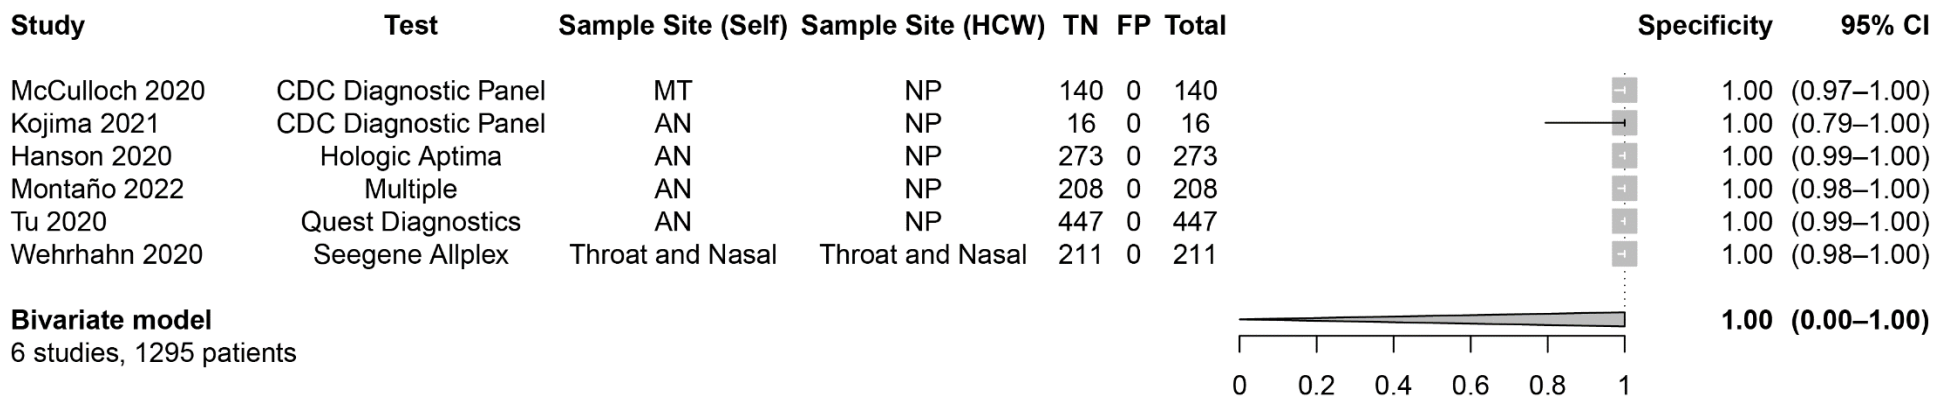 Study Test Sample Site (Self) Sample Site (HCW) TN FP Total Specificity 95% CI
McCulloch 2020 CDC Diagnostic Panel MT NP 140 0 140 1.00 (0.97–1.00)
Kojima 2021 CDC Diagnostic Panel AN NP 16 0 16 1.00 (0.79–1.00)
Hanson 2020 Hologic Aptima AN NP 273 0 273 1.00 (0.99–1.00)
Montaño 2022 Multiple AN NP 208 0 208 1.00 (0.98–1.00)
Tu 2020 Quest Diagnostics AN NP 447 0 447 1.00 (0.99–1.00)
Wehrhahn 2020 Seegene Allplex Throat and Nasal Throat and Nasal 211 0 211 1.00 (0.98–1.00)
Bivariate model 1.00 (0.00–1.00)
6 studies, 1295 patients
0 0.2 0.4 0.6 0.8 1